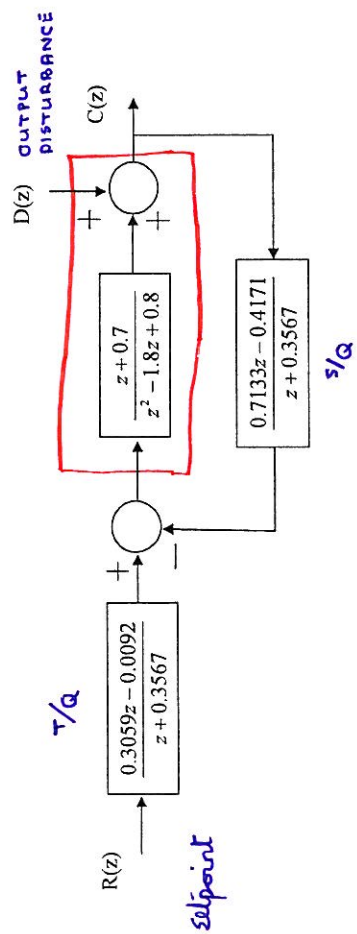 R(z)
Setpoint
T/Q
0.3059z − 0.0092
z + 0.3567
+
−
z + 0.7
z² − 1.8z + 0.8
+
+
D(z)
OUTPUT
DISTURBANCE
C(z)
0.7133z − 0.4171
z + 0.3567
S/Q